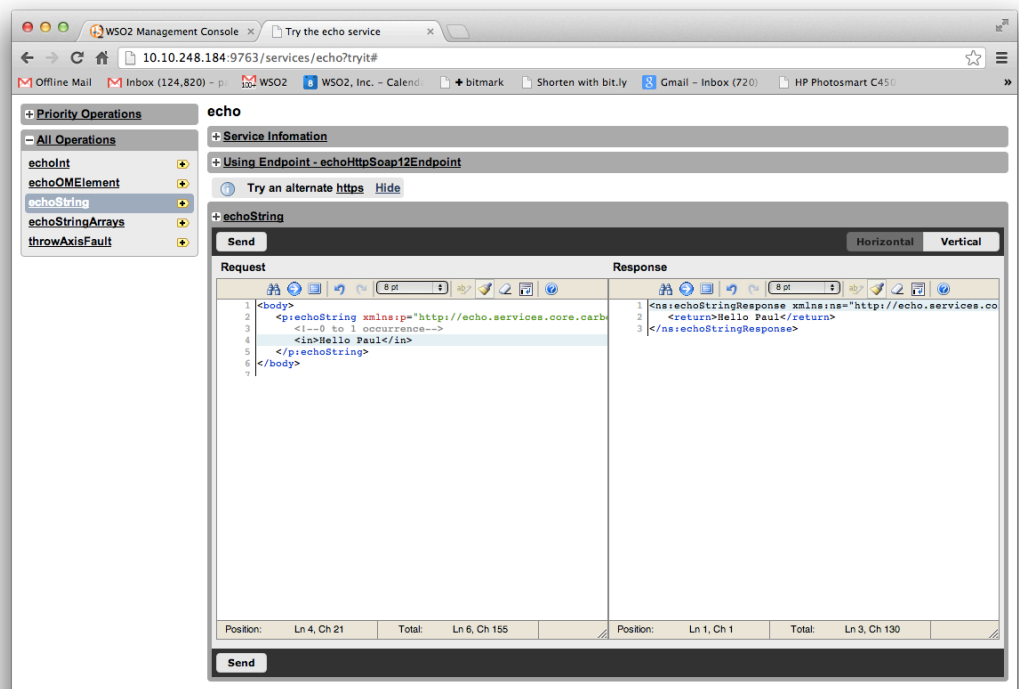 WSO2 Management Console ×
Try the echo service ×
10.10.248.184:9763/services/echo?tryit#
Offline Mail
Inbox (124,820) – p
WSO2
8 WSO2, Inc. – Calend
+ bitmark
Shorten with bit.ly
8 Gmail – Inbox (720)
HP Photosmart C450
»
+ Priority Operations
− All Operations
echoInt
echoOMElement
echoString
echoStringArrays
throwAxisFault
echo
+ Service Infomation
+ Using Endpoint - echoHttpSoap12Endpoint
Try an alternate https Hide
+ echoString
Send
Horizontal Vertical
Request
8 pt
1 <body>
2 <p:echoString xmlns:p="http://echo.services.core.carb
3 <!--0 to 1 occurrence-->
4 <in>Hello Paul</in>
5 </p:echoString>
6 </body>
7
Position: Ln 4, Ch 21 Total: Ln 6, Ch 155
Response
8 pt
1 <ns:echoStringResponse xmlns:ns="http://echo.services.co
2 <return>Hello Paul</return>
3 </ns:echoStringResponse>
Position: Ln 1, Ch 1 Total: Ln 3, Ch 130
Send